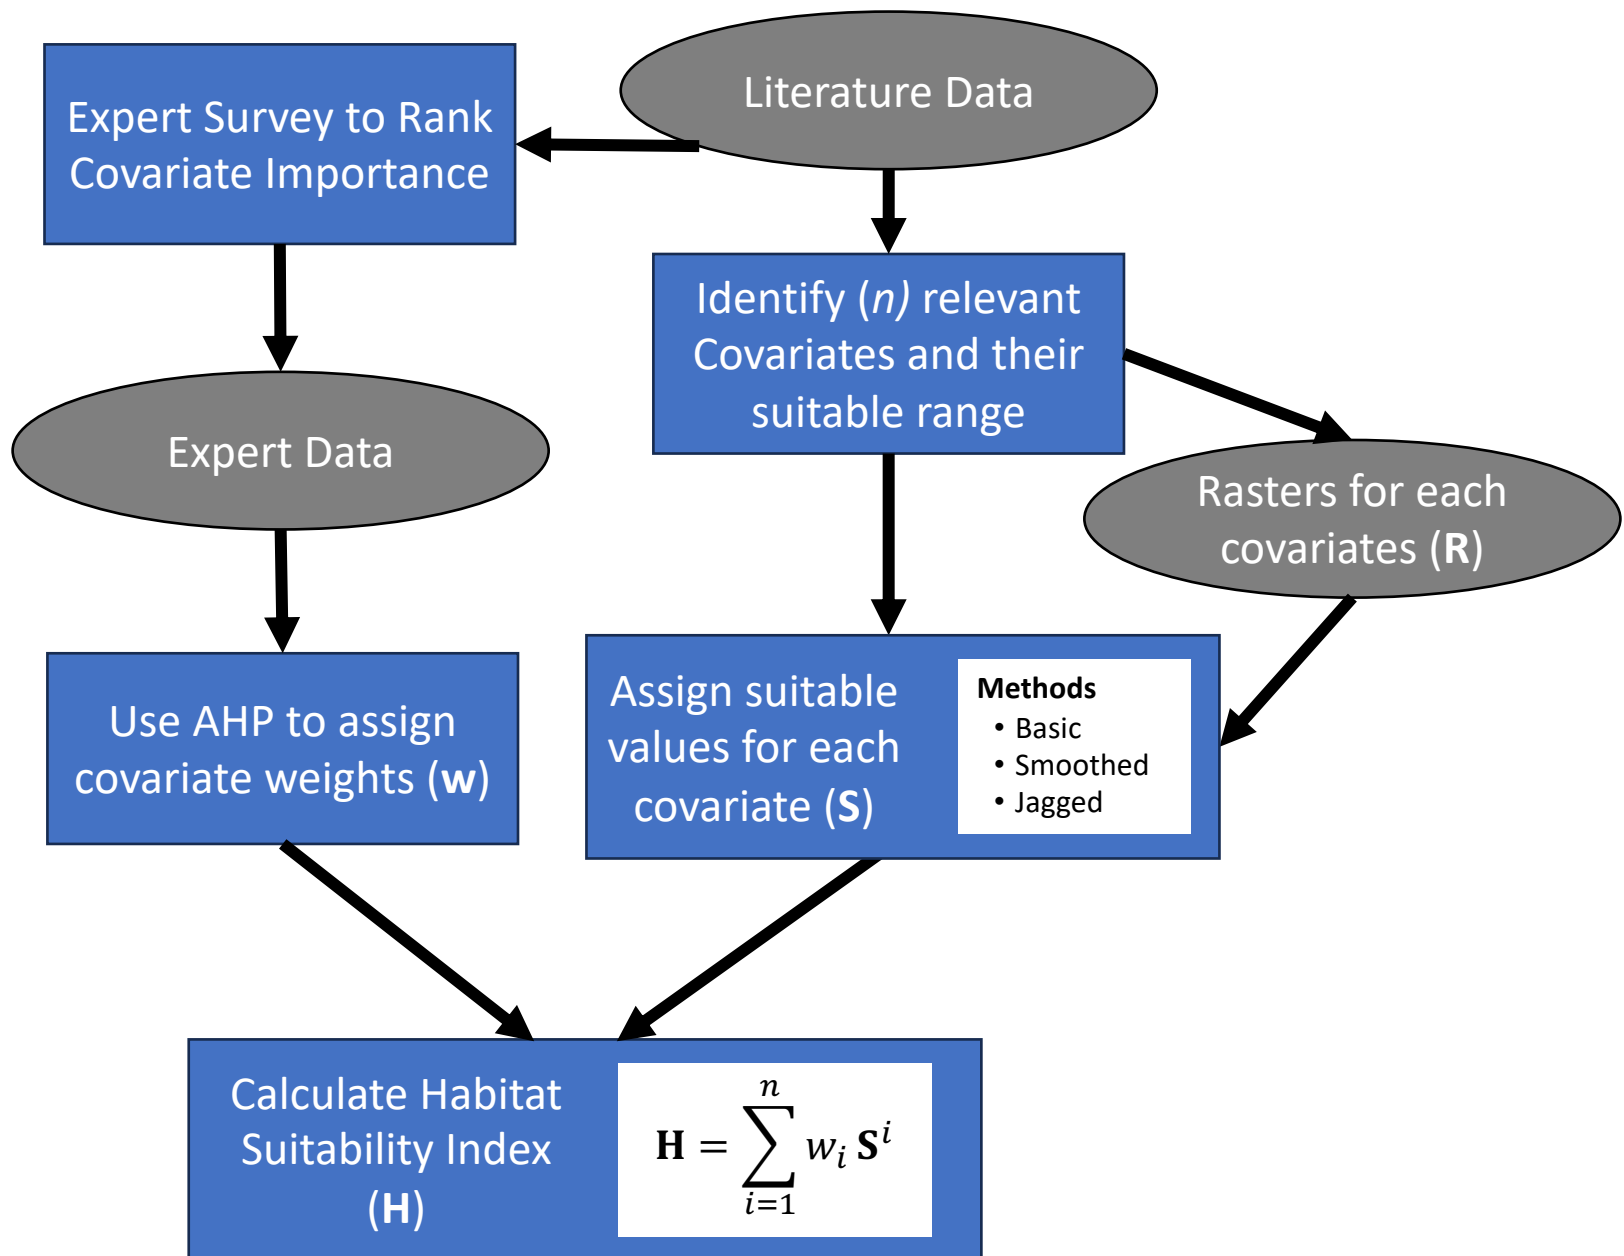 Literature Data
Expert Survey to Rank
Covariate Importance
Identify (n) relevant
Covariates and their
suitable range
Expert Data
Rasters for each
covariates (R)
Use AHP to assign
covariate weights (w)
Assign suitable
values for each
covariate (S)
Methods
• Basic
• Smoothed
• Jagged
Calculate Habitat
Suitability Index
(H)
H = ∑_{i=1}^{n} w_i S^i